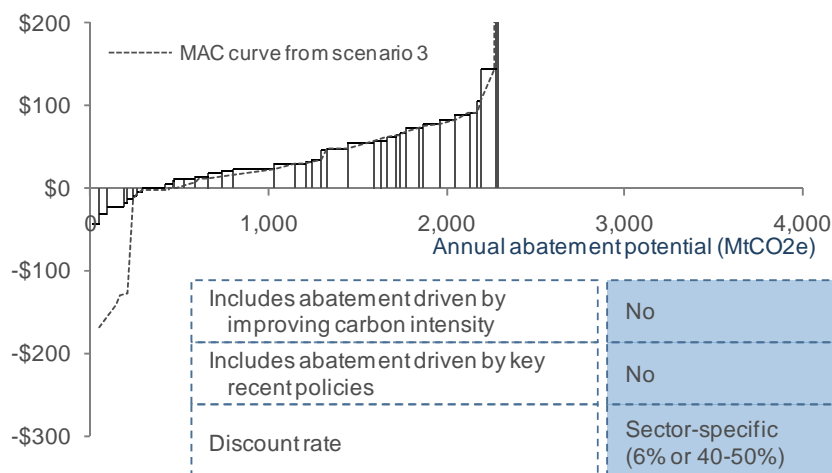 $200
MAC curve from scenario 3
$100
$0
0
1,000
2,000
3,000
4,000
Annual abatement potential (MtCO2e)
-$100
Includes abatement driven by
improving carbon intensity
No
-$200
Includes abatement driven by key
recent policies
No
-$300
Discount rate
Sector-specific
(6% or 40-50%)